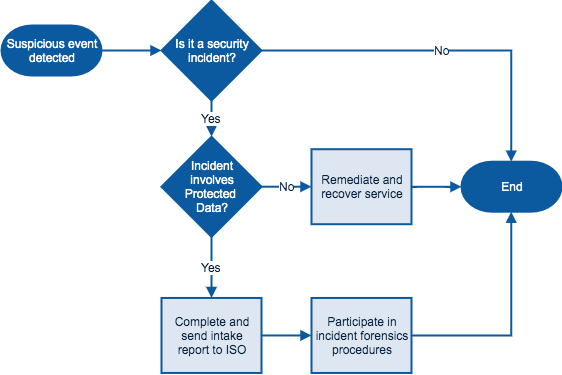 Suspicious event
detected
Is it a security
incident?
No
Yes
Incident
involves
Protected
Data?
No
Remediate and
recover service
End
Yes
Complete and
send intake
report to ISO
Participate in
incident forensics
procedures